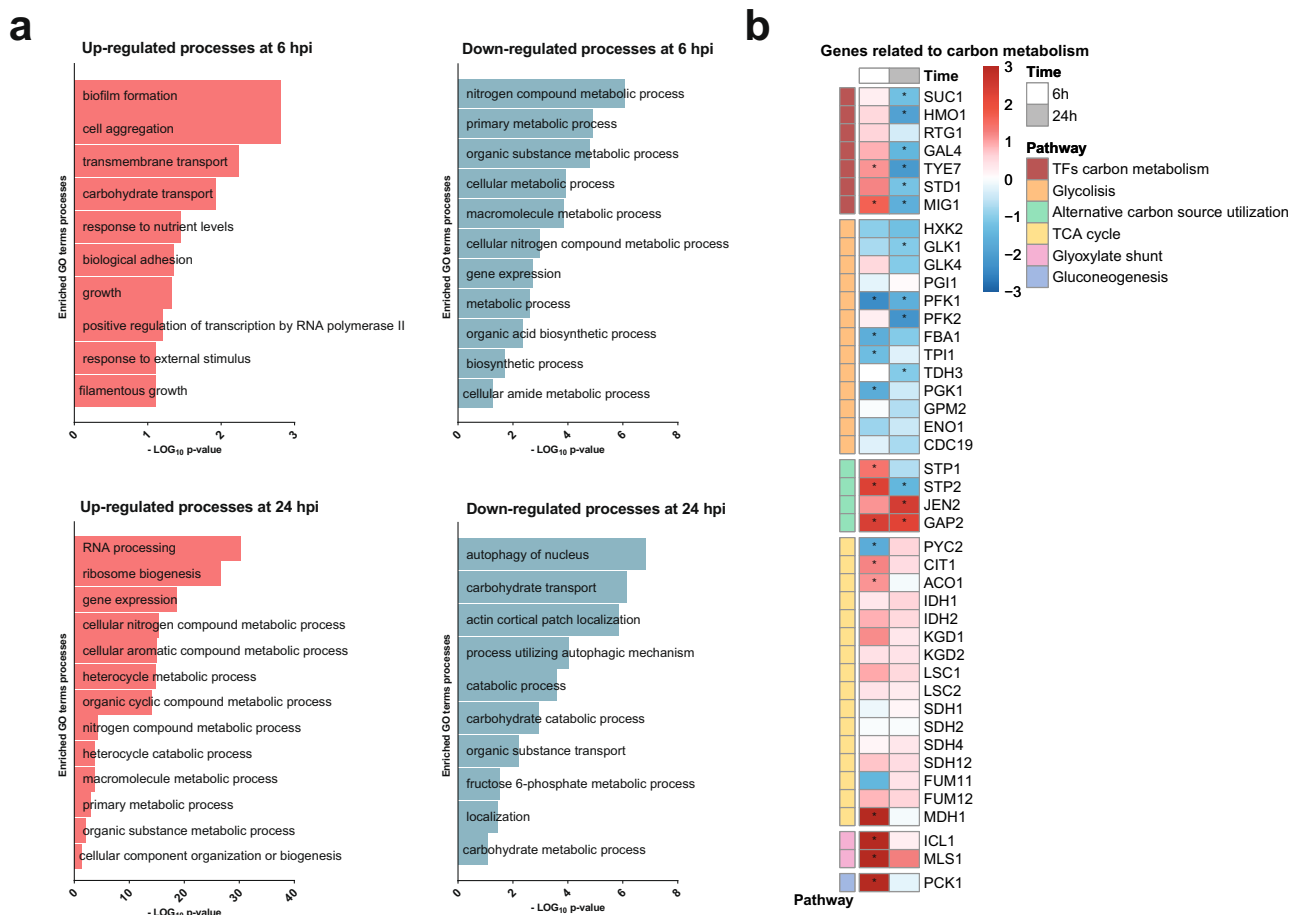 a
Up-regulated processes at 6 hpi
Enriched GO terms processes
biofilm formation
cell aggregation
transmembrane transport
carbohydrate transport
response to nutrient levels
biological adhesion
growth
positive regulation of transcription by RNA polymerase II
response to external stimulus
filamentous growth
0 1 2 3
- LOG10 p-value
Down-regulated processes at 6 hpi
Enriched GO terms processes
nitrogen compound metabolic process
primary metabolic process
organic substance metabolic process
cellular metabolic process
macromolecule metabolic process
cellular nitrogen compound metabolic process
gene expression
metabolic process
organic acid biosynthetic process
biosynthetic process
cellular amide metabolic process
0 2 4 6 8
- LOG10 p-value
Up-regulated processes at 24 hpi
Enriched GO terms processes
RNA processing
ribosome biogenesis
gene expression
cellular nitrogen compound metabolic process
cellular aromatic compound metabolic process
heterocycle metabolic process
organic cyclic compound metabolic process
nitrogen compound metabolic process
heterocycle catabolic process
macromolecule metabolic process
primary metabolic process
organic substance metabolic process
cellular component organization or biogenesis
0 10 20 30 40
- LOG10 p-value
Down-regulated processes at 24 hpi
Enriched GO terms processes
autophagy of nucleus
carbohydrate transport
actin cortical patch localization
process utilizing autophagic mechanism
catabolic process
carbohydrate catabolic process
organic substance transport
fructose 6-phosphate metabolic process
localization
carbohydrate metabolic process
0 2 4 6 8
- LOG10 p-value
b
Genes related to carbon metabolism
Time
SUC1 *
HMO1 *
RTG1
GAL4 *
TYE7 * *
STD1 *
MIG1 * *
HXK2
GLK1 *
GLK4
PGI1
PFK1 * *
PFK2 *
FBA1 *
TPI1 *
TDH3 *
PGK1 *
GPM2
ENO1
CDC19
STP1 *
STP2 * *
JEN2 *
GAP2 * *
PYC2 *
CIT1 *
ACO1 *
IDH1
IDH2
KGD1
KGD2
LSC1
LSC2
SDH1
SDH2
SDH4
SDH12
FUM11
FUM12
MDH1 *
ICL1 *
MLS1 *
PCK1 *
Pathway
3
2
1
0
−1
−2
−3
Time
6h
24h
Pathway
TFs carbon metabolism
Glycolisis
Alternative carbon source utilization
TCA cycle
Glyoxylate shunt
Gluconeogenesis